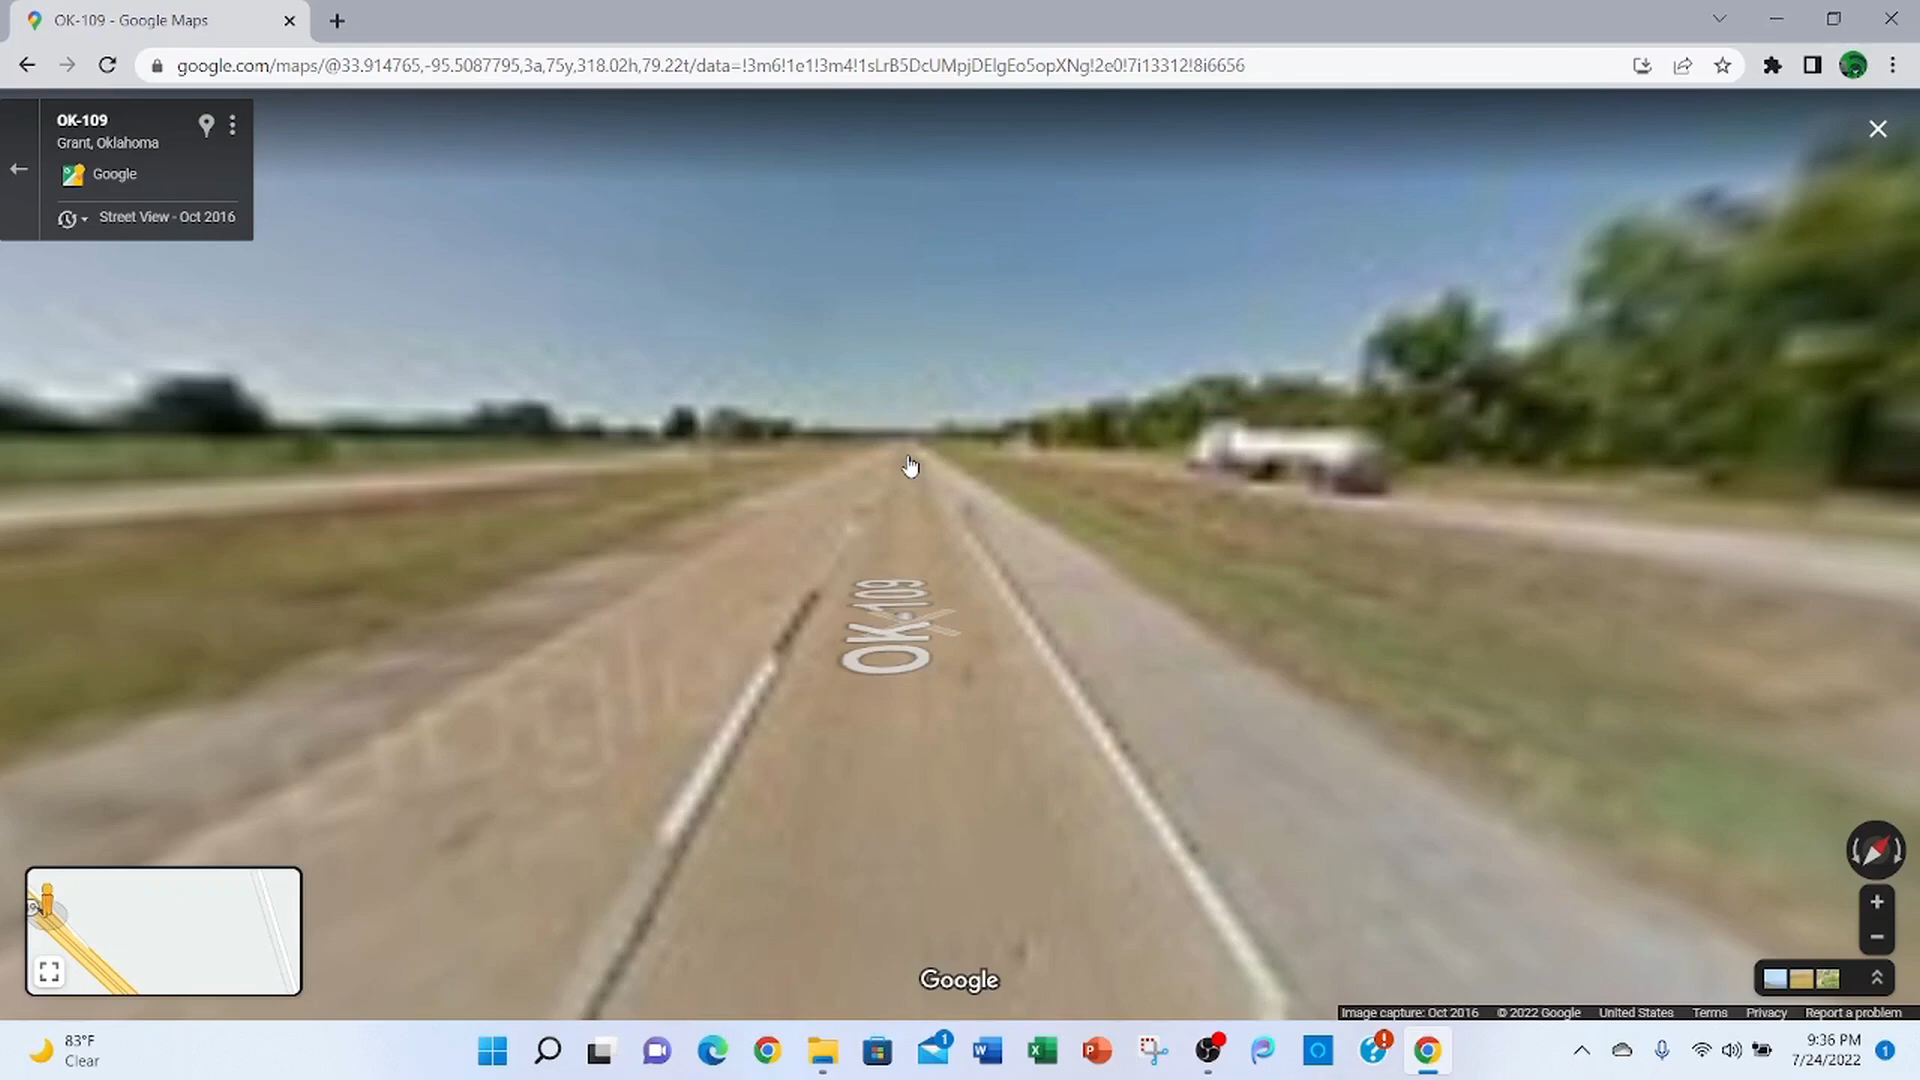 OK-109 - Google Maps
google.com/maps/@33.914765,-95.5087795,3a,75y,318.02h,79.22t/data=!3m6!1e1!3m4!1sLrB5DcUMpjDElgEo5opXNg!2e0!7i13312!8i6656
OK-109
Grant, Oklahoma
Google
Street View - Oct 2016
OK-109
Google
Image capture: Oct 2016 © 2022 Google United States Terms Privacy Report a problem
83°F
Clear
1
9:36 PM
7/24/2022
1